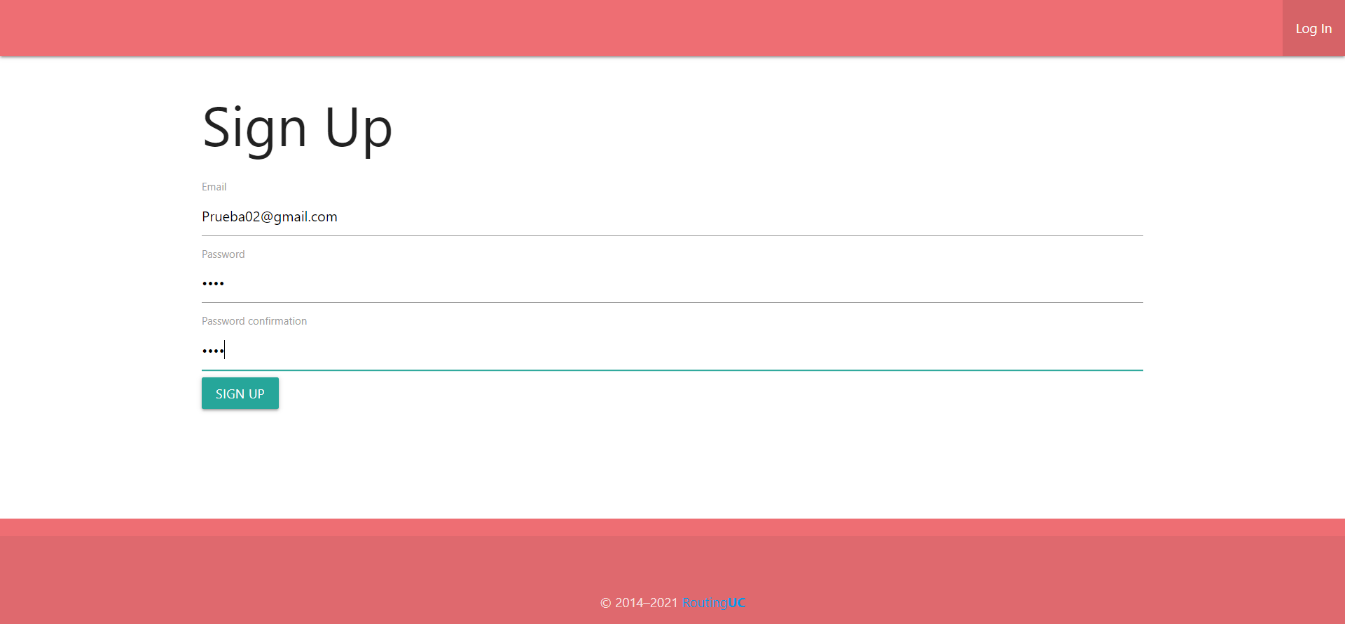 Log In
Sign Up
Email
Prueba02@gmail.com
Password
••••
Password confirmation
••••
SIGN UP
© 2014–2021 RoutingUC